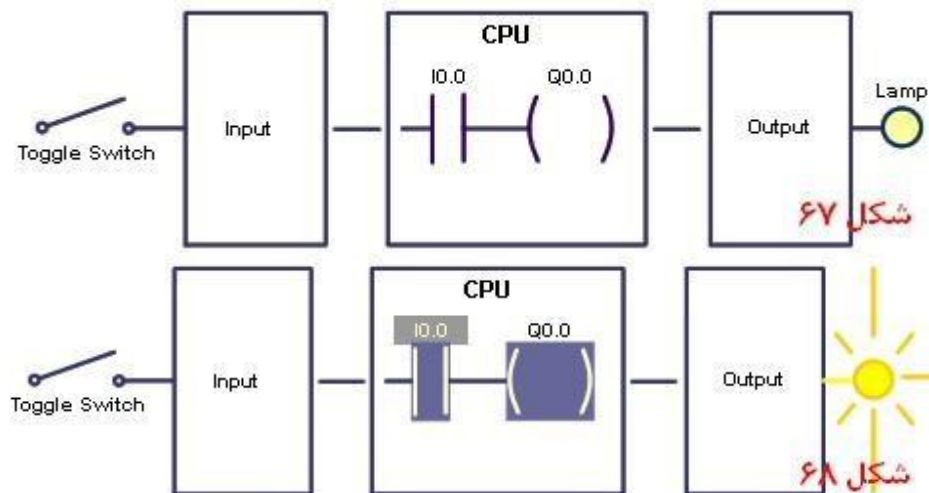 CPU
I0.0 Q0.0
Lamp
Input
Output
Toggle Switch
شکل ۶۷
CPU
I0.0 Q0.0
Input
Output
Toggle Switch
شکل ۶۸